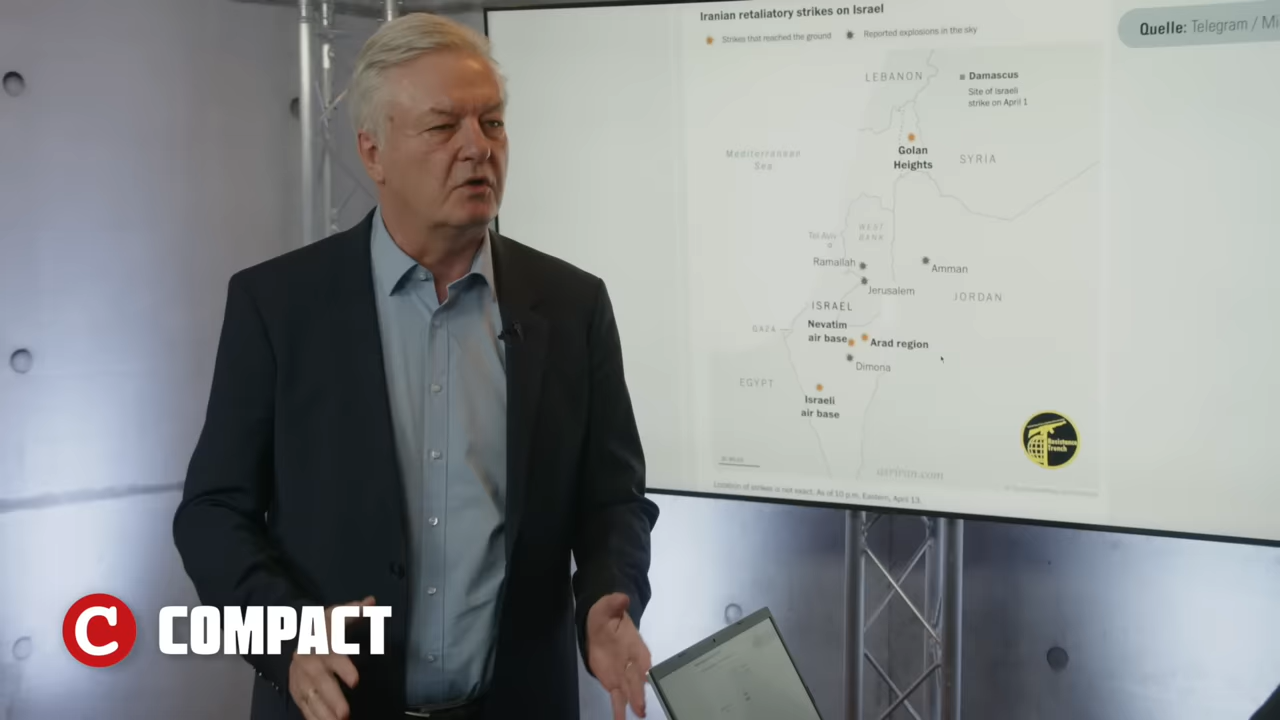 Iranian retaliatory strikes on Israel
Strikes that reached the ground
Reported explosions in the sky
Quelle: Telegram /
LEBANON
Damascus
Site of Israeli
strike on April 1
Golan
Heights
Mediterranean
Sea
SYRIA
WEST
BANK
Tel Aviv
Ramallah
Amman
Jerusalem
JORDAN
ISRAEL
GAZA
Nevatim
air base
Arad region
Dimona
EGYPT
Israeli
air base
Resistance
Trench
Location of strikes is not exact. As of 10 p.m. Eastern, April 13.
C COMPACT